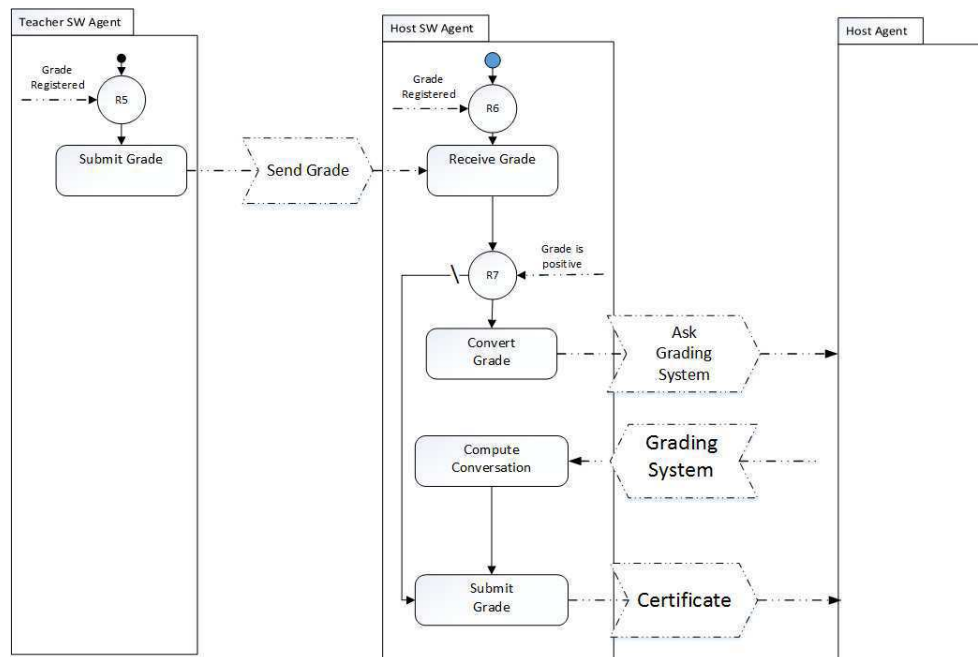 Teacher SW Agent
Host SW Agent
Host Agent
Grade
Registered
R5
Submit Grade
Send Grade
Grade
Registered
R6
Receive Grade
Grade is
positive
R7
Convert
Grade
Ask
Grading
System
Compute
Conversation
Grading
System
Submit
Grade
Certificate